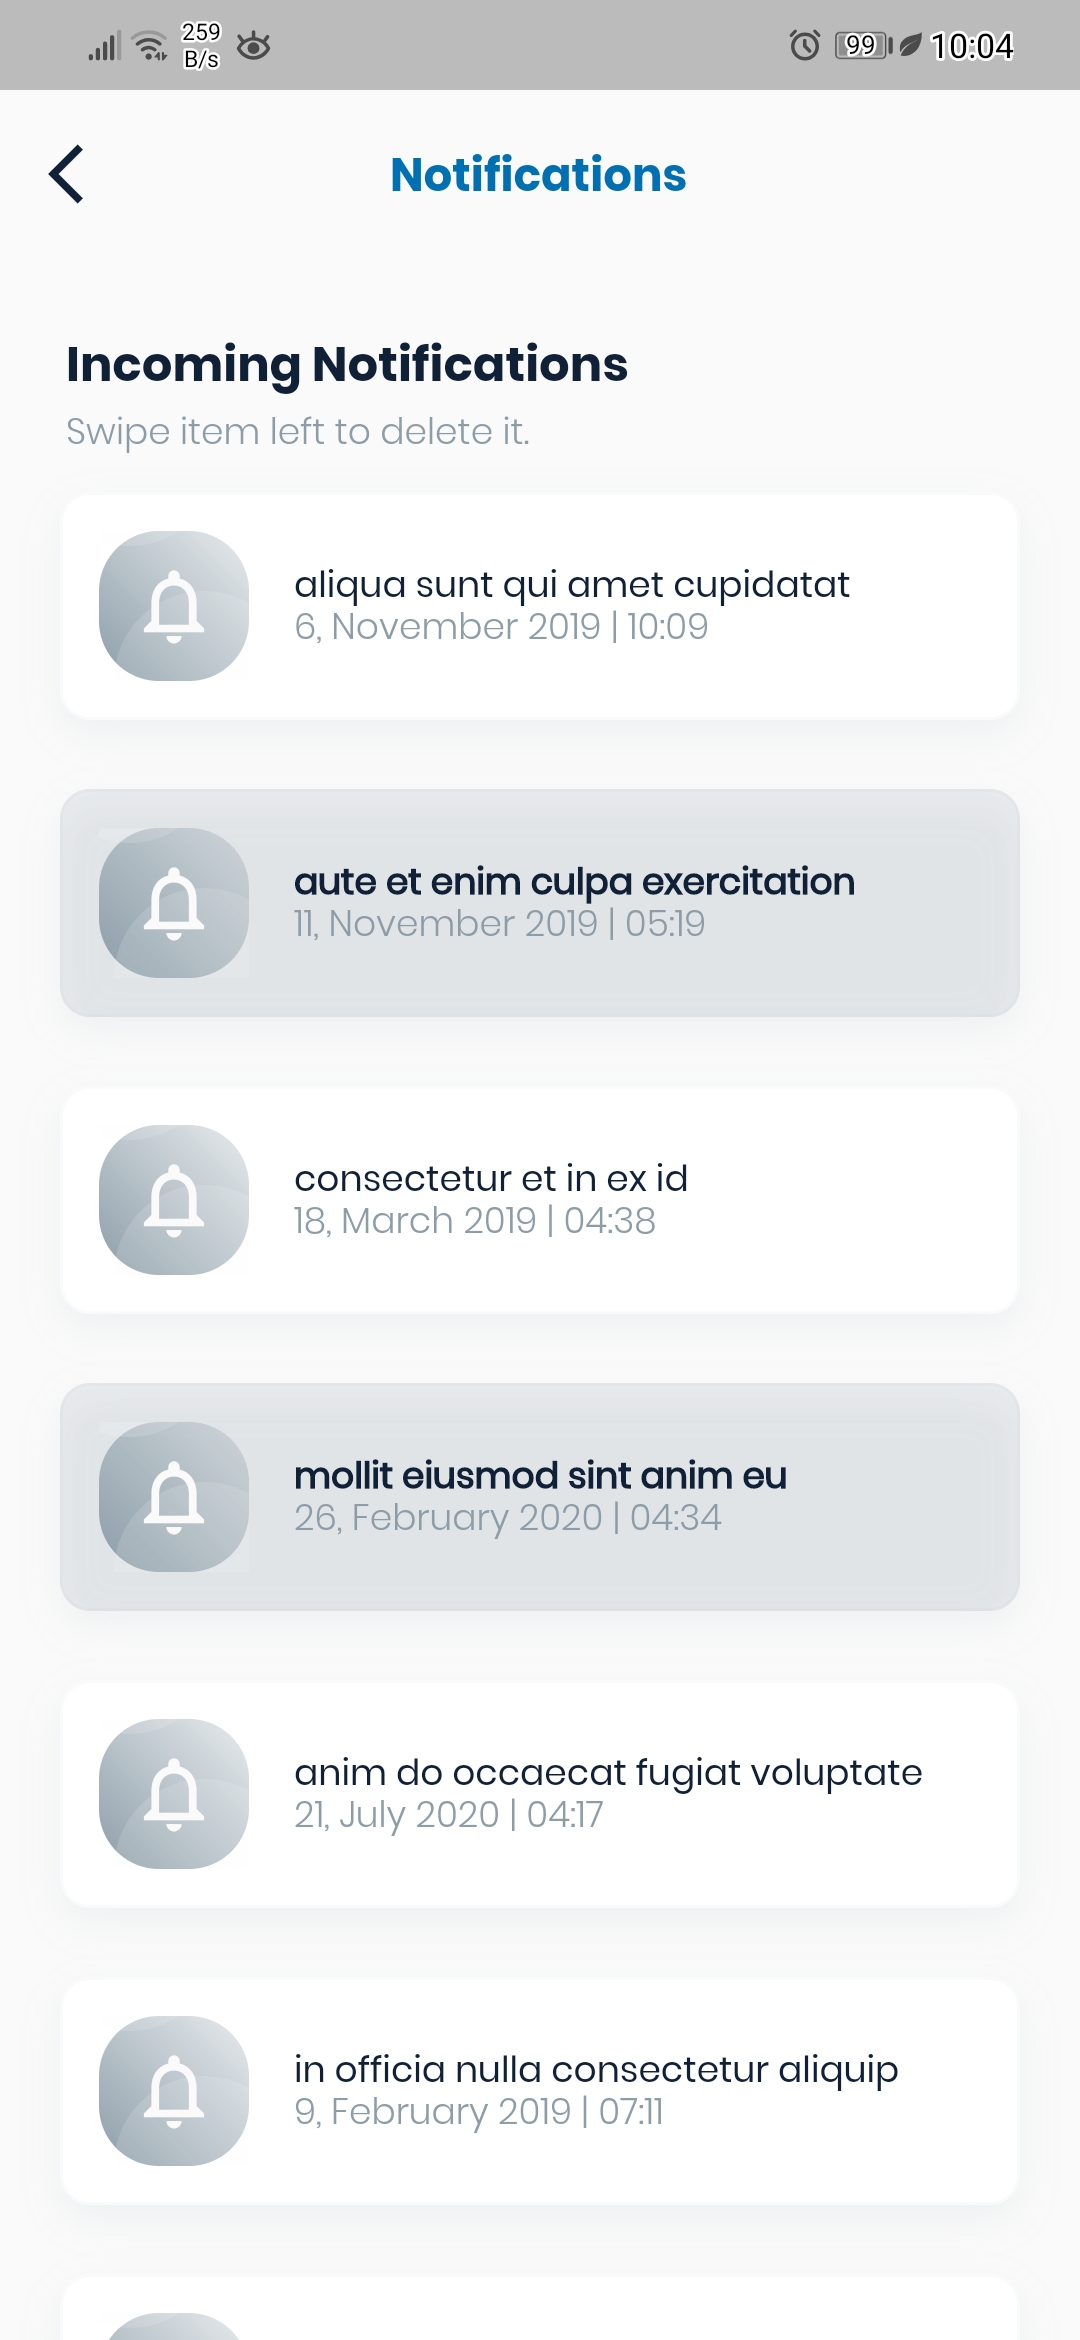 259
B/s
99
10:04
Notifications
Incoming Notifications
Swipe item left to delete it.
aliqua sunt qui amet cupidatat
6, November 2019 | 10:09
aute et enim culpa exercitation
11, November 2019 | 05:19
consectetur et in ex id
18, March 2019 | 04:38
mollit eiusmod sint anim eu
26, February 2020 | 04:34
anim do occaecat fugiat voluptate
21, July 2020 | 04:17
in officia nulla consectetur aliquip
9, February 2019 | 07:11